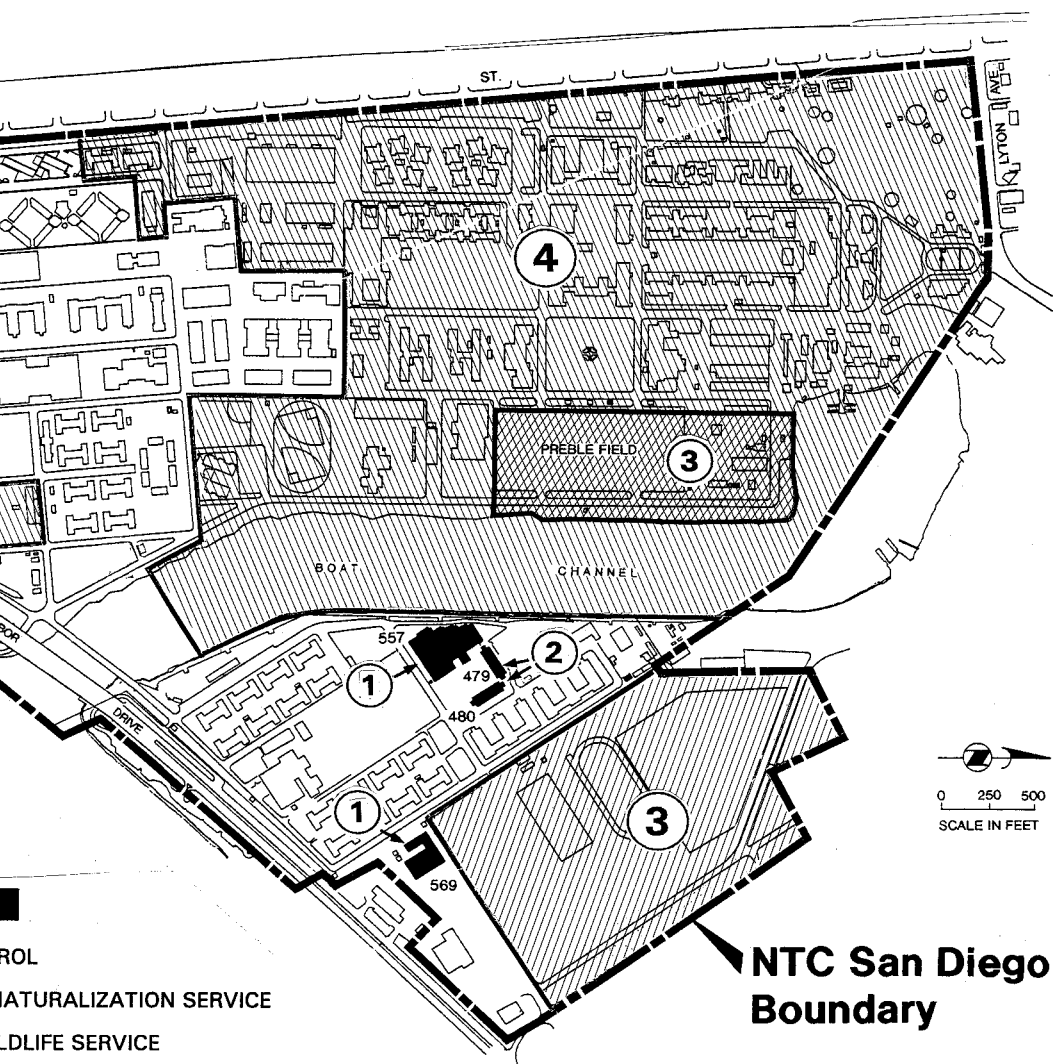 ST.
LYTON AVE.
4
PREBLE FIELD
3
BOAT CHANNEL
BOR
DRIVE
557
1
479
2
480
1
569
3
0 250 500
SCALE IN FEET
ROL
NATURALIZATION SERVICE
LDLIFE SERVICE
NTC San Diego
Boundary